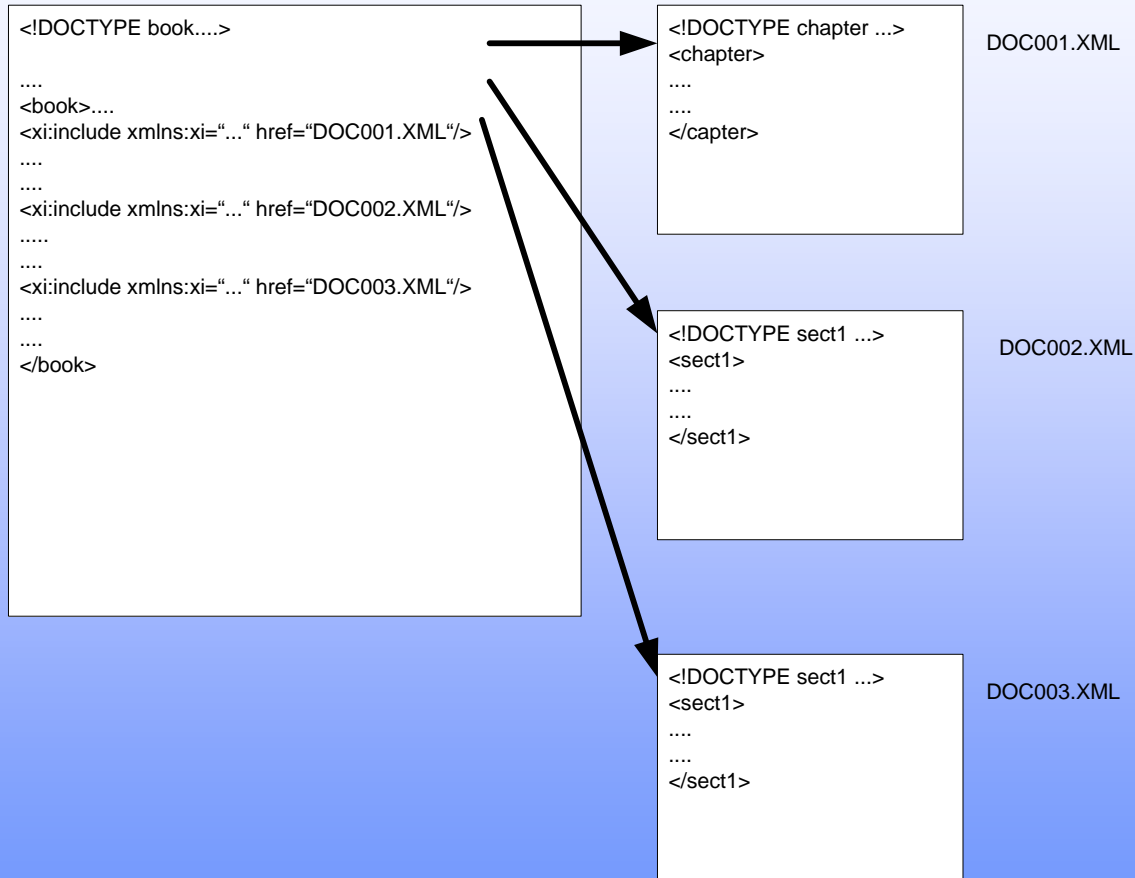 <!DOCTYPE book....>
....
<book>....
<xi:include xmlns:xi=“...“ href=“DOC001.XML“/>
....
....
<xi:include xmlns:xi=“...“ href=“DOC002.XML“/>
.....
....
<xi:include xmlns:xi=“...“ href=“DOC003.XML“/>
....
....
</book>
<!DOCTYPE chapter ...>
<chapter>
....
....
</capter>
DOC001.XML
<!DOCTYPE sect1 ...>
<sect1>
....
....
</sect1>
DOC002.XML
<!DOCTYPE sect1 ...>
<sect1>
....
....
</sect1>
DOC003.XML